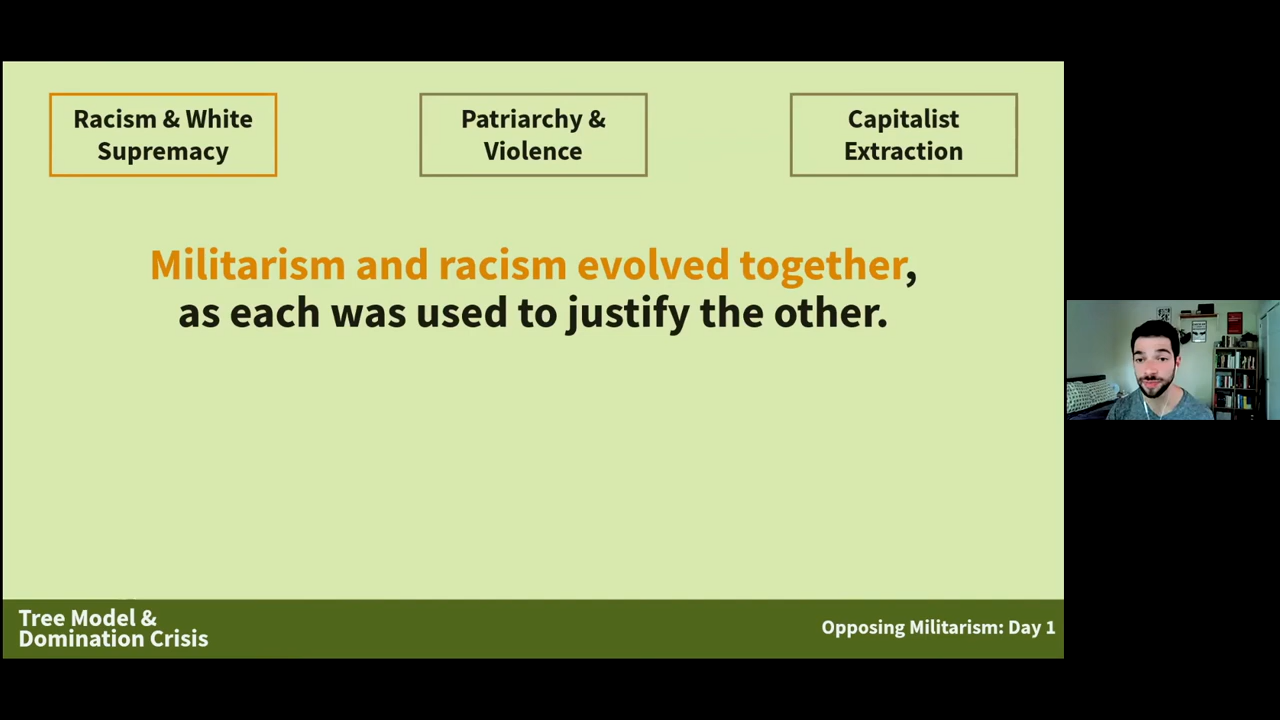 Racism & White
Supremacy
Patriarchy &
Violence
Capitalist
Extraction
Militarism and racism evolved together,
as each was used to justify the other.
Tree Model &
Domination Crisis
Opposing Militarism: Day 1